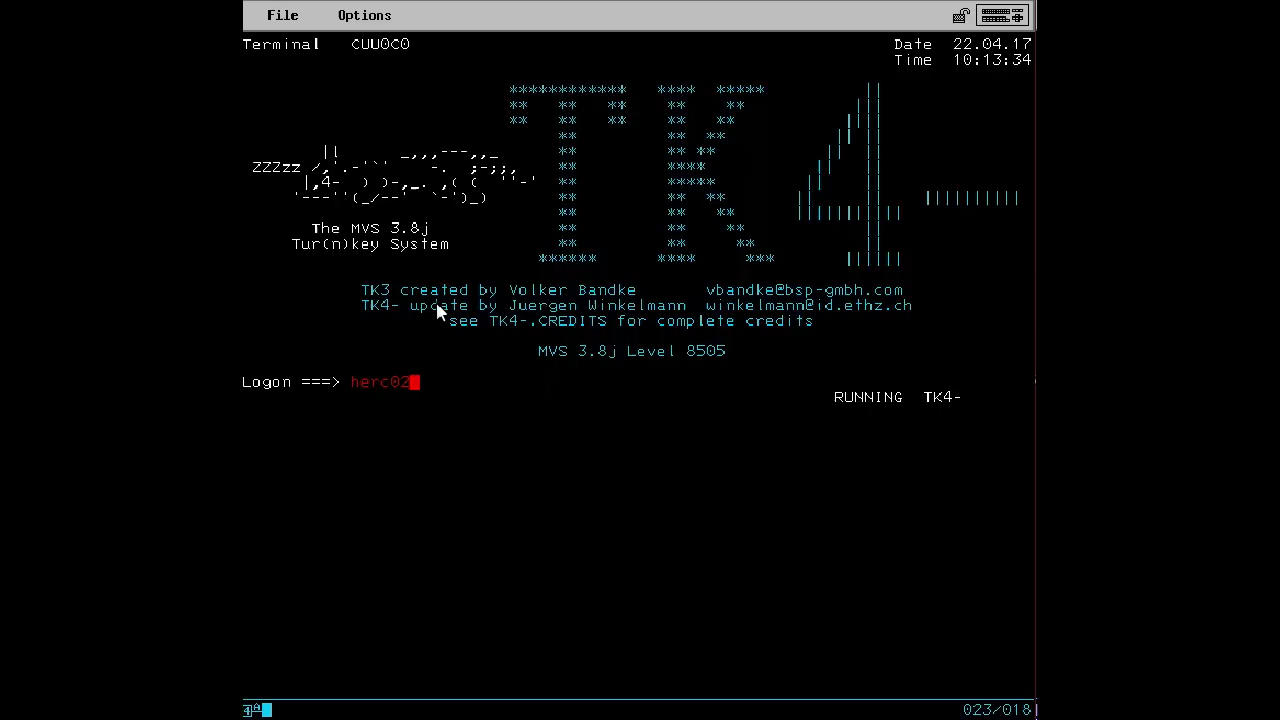 File Options
Terminal CUU0C0 Date 22.04.17
Time 10:13:34
TK4-
ZZZzz
The MVS 3.8j
Tur(n)key System
TK3 created by Volker Bandke vbandke@bsp-gmbh.com
TK4- update by Juergen Winkelmann winkelmann@id.ethz.ch
see TK4-.CREDITS for complete credits
MVS 3.8j Level 8505
Logon ===> herc02
RUNNING TK4-
4A 023/018